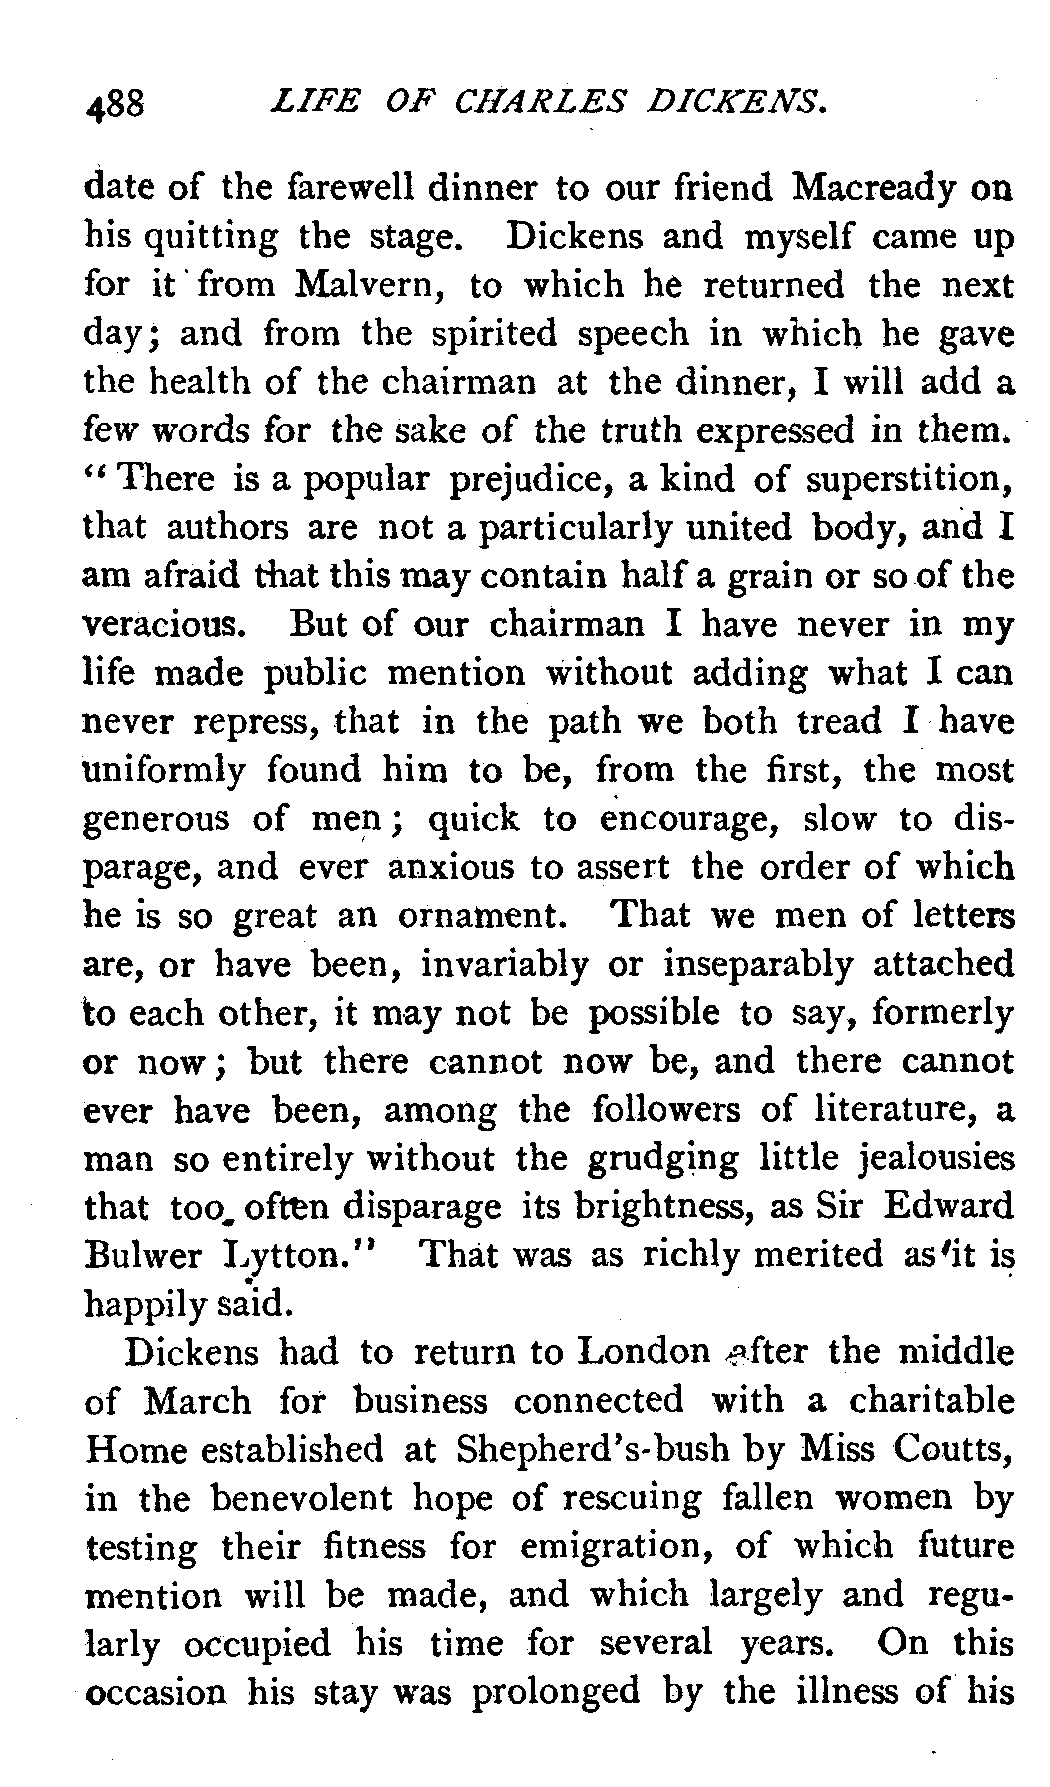 488 LIFE OF CHARLES DICKENS.
date of the farewell dinner to our friend Macready on
his quitting the stage. Dickens and myself came up
for it from Malvern, to which he returned the next
day; and from the spirited speech in which he gave
the health of the chairman at the dinner, I will add a
few words for the sake of the truth expressed in them.
"There is a popular prejudice, a kind of superstition,
that authors are not a particularly united body, and I
am afraid that this may contain half a grain or so of the
veracious. But of our chairman I have never in my
life made public mention without adding what I can
never repress, that in the path we both tread I have
uniformly found him to be, from the first, the most
generous of men; quick to encourage, slow to dis-
parage, and ever anxious to assert the order of which
he is so great an ornament. That we men of letters
are, or have been, invariably or inseparably attached
to each other, it may not be possible to say, formerly
or now; but there cannot now be, and there cannot
ever have been, among the followers of literature, a
man so entirely without the grudging little jealousies
that too often disparage its brightness, as Sir Edward
Bulwer Lytton." That was as richly merited as it is
happily said.
Dickens had to return to London after the middle
of March for business connected with a charitable
Home established at Shepherd's-bush by Miss Coutts,
in the benevolent hope of rescuing fallen women by
testing their fitness for emigration, of which future
mention will be made, and which largely and regu-
larly occupied his time for several years. On this
occasion his stay was prolonged by the illness of his